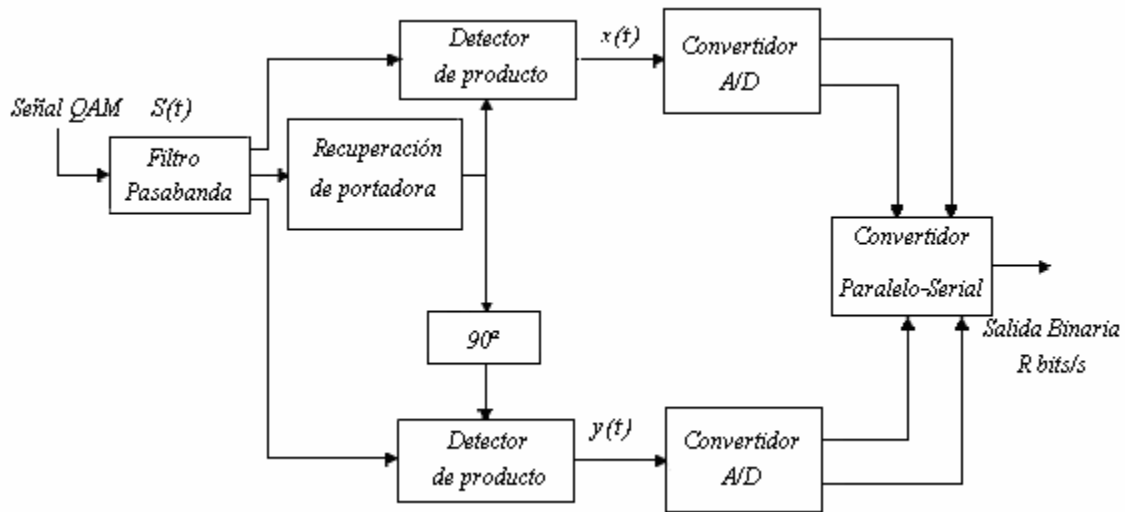 Detector
de producto
x(t)
Convertidor
A/D
Señal QAM S(t)
Filtro
Pasabanda
Recuperación
de portadora
Convertidor
Paralelo-Serial
90ª
Salida Binaria
R bits/s
Detector
de producto
y(t)
Convertidor
A/D